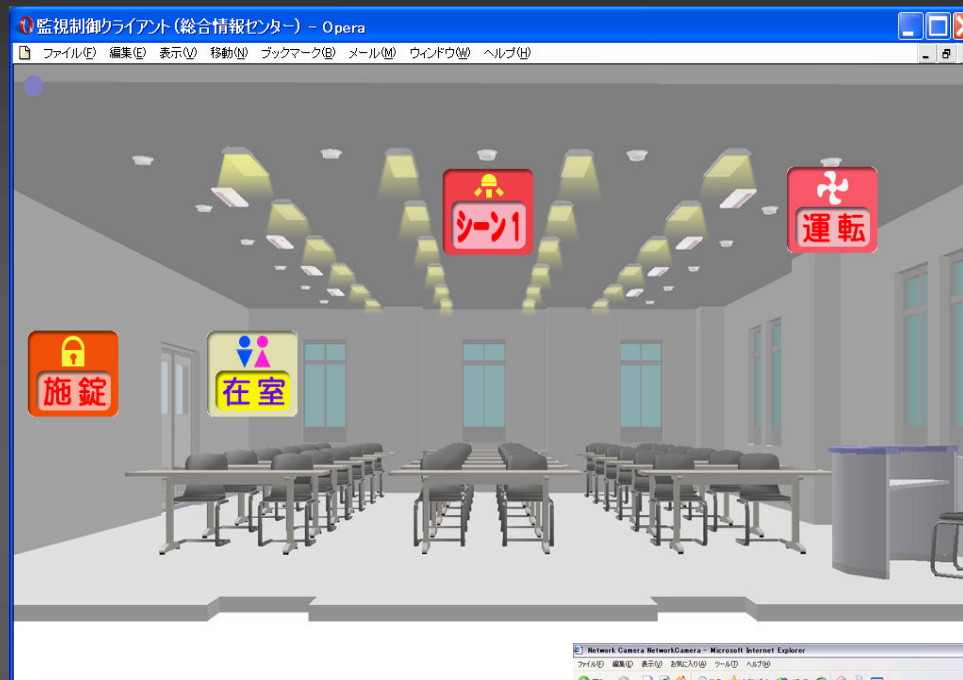 監視制御クライアント(総合情報センター) - Opera
ファイル(F) 編集(E) 表示(V) 移動(N) ブックマーク(B) メール(M) ウィンドウ(W) ヘルプ(H)
シーン1
運転
施錠
在室
Network Camera NetworkCamera - Microsoft Internet Explorer
ファイル(F) 編集(E) 表示(V) お気に入り(A) ツール(T) ヘルプ(H)